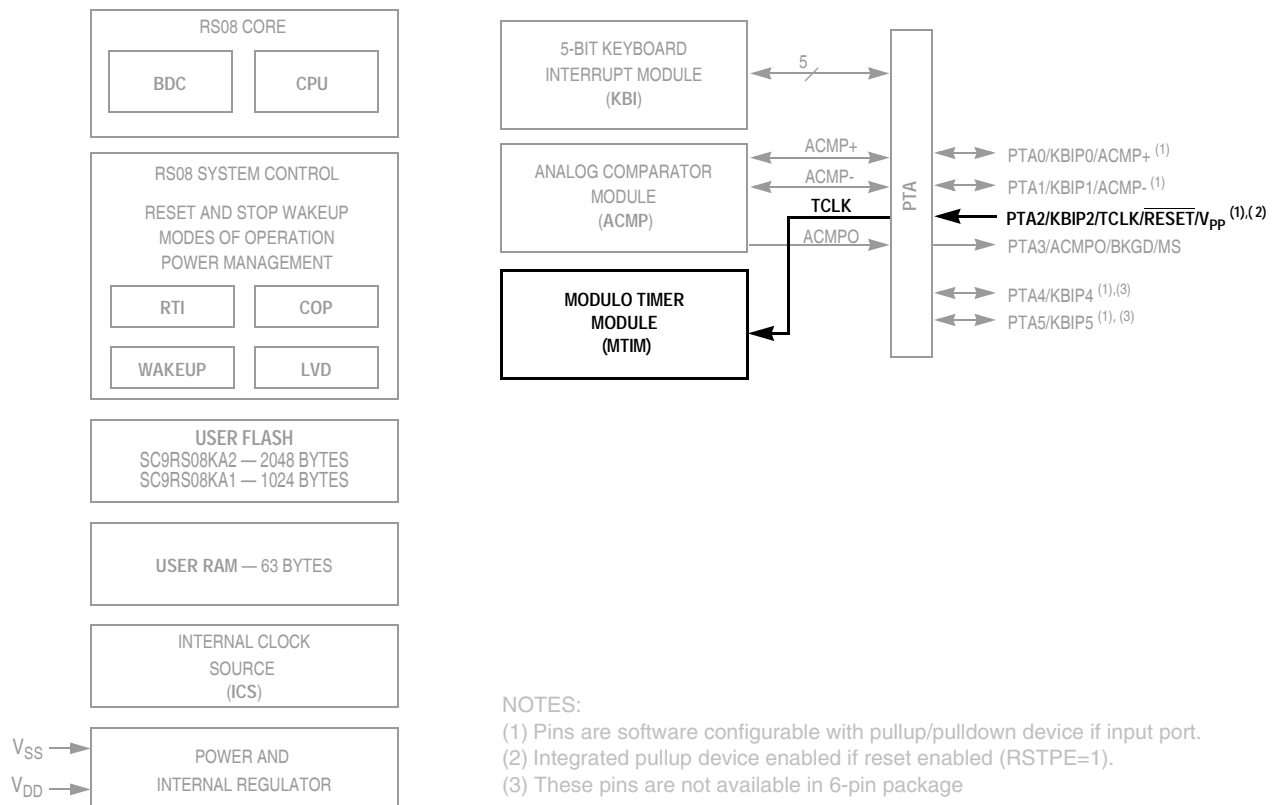 RS08 CORE
BDC
CPU
RS08 SYSTEM CONTROL
RESET AND STOP WAKEUP
MODES OF OPERATION
POWER MANAGEMENT
RTI
COP
WAKEUP
LVD
USER FLASH
SC9RS08KA2 — 2048 BYTES
SC9RS08KA1 — 1024 BYTES
USER RAM — 63 BYTES
INTERNAL CLOCK
SOURCE
(ICS)
VSS
VDD
POWER AND
INTERNAL REGULATOR
5-BIT KEYBOARD
INTERRUPT MODULE
(KBI)
5
ANALOG COMPARATOR
MODULE
(ACMP)
ACMP+
ACMP-
TCLK
ACMPO
MODULO TIMER
MODULE
(MTIM)
PTA
PTA0/KBIP0/ACMP+ (1)
PTA1/KBIP1/ACMP- (1)
PTA2/KBIP2/TCLK/RESET/VPP (1),( 2)
PTA3/ACMPO/BKGD/MS
PTA4/KBIP4 (1),(3)
PTA5/KBIP5 (1), (3)
NOTES:
(1) Pins are software configurable with pullup/pulldown device if input port.
(2) Integrated pullup device enabled if reset enabled (RSTPE=1).
(3) These pins are not available in 6-pin package